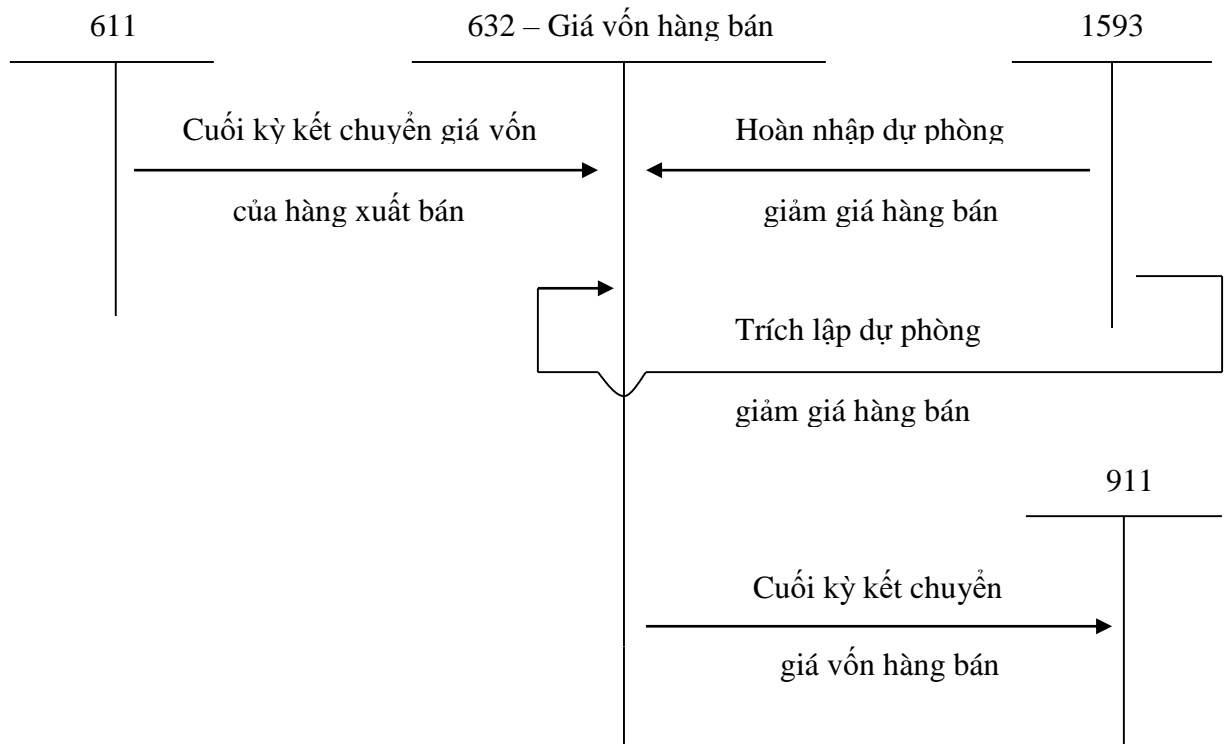 611
632 – Giá vốn hàng bán
1593
Cuối kỳ kết chuyển giá vốn
của hàng xuất bán
Hoàn nhập dự phòng
giảm giá hàng bán
Trích lập dự phòng
giảm giá hàng bán
911
Cuối kỳ kết chuyển
giá vốn hàng bán